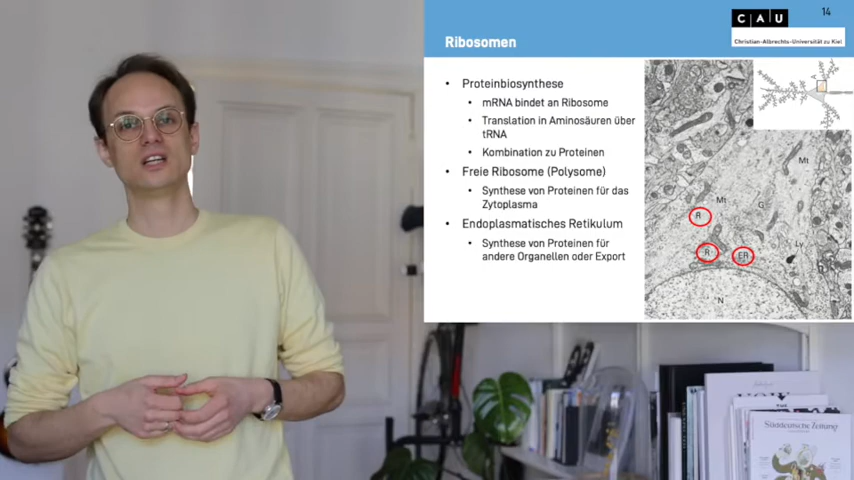 14
C A U
Christian-Albrechts-Universität zu Kiel
Ribosomen
• Proteinbiosynthese
• mRNA bindet an Ribosome
• Translation in Aminosäuren über
tRNA
• Kombination zu Proteinen
• Freie Ribosome (Polysome)
• Synthese von Proteinen für das
Zytoplasma
• Endoplasmatisches Retikulum
• Synthese von Proteinen für
andere Organellen oder Export
Mt
Mt
G
R
Ly
R
ER
N
Süddeutsche Zeitung